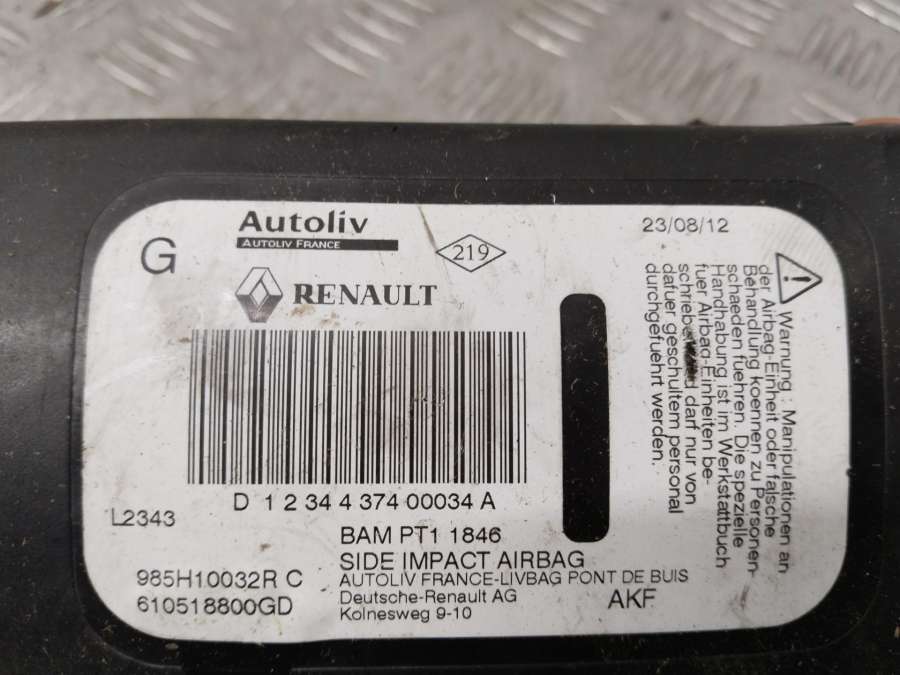 G
Autoliv
AUTOLIV FRANCE
219
23/08/12
RENAULT
D 1 2 34 4 374 00034 A
L2343
BAM PT1 1846
SIDE IMPACT AIRBAG
985H10032R C
AUTOLIV FRANCE-LIVBAG PONT DE BUIS
610518800GD
Deutsche-Renault AG
AKF
Kolnesweg 9-10
Warnung : Manipulationen an
der Airbag-Einheit oder falsche
Behandlung koennen zu Personen-
schaeden fuehren. Die spezielle
Handhabung ist im Werkstattbuch
fuer Airbag-Einheiten be-
schriebe darf nur von
dafuer geschultem personal
durchgefuehrt werden.